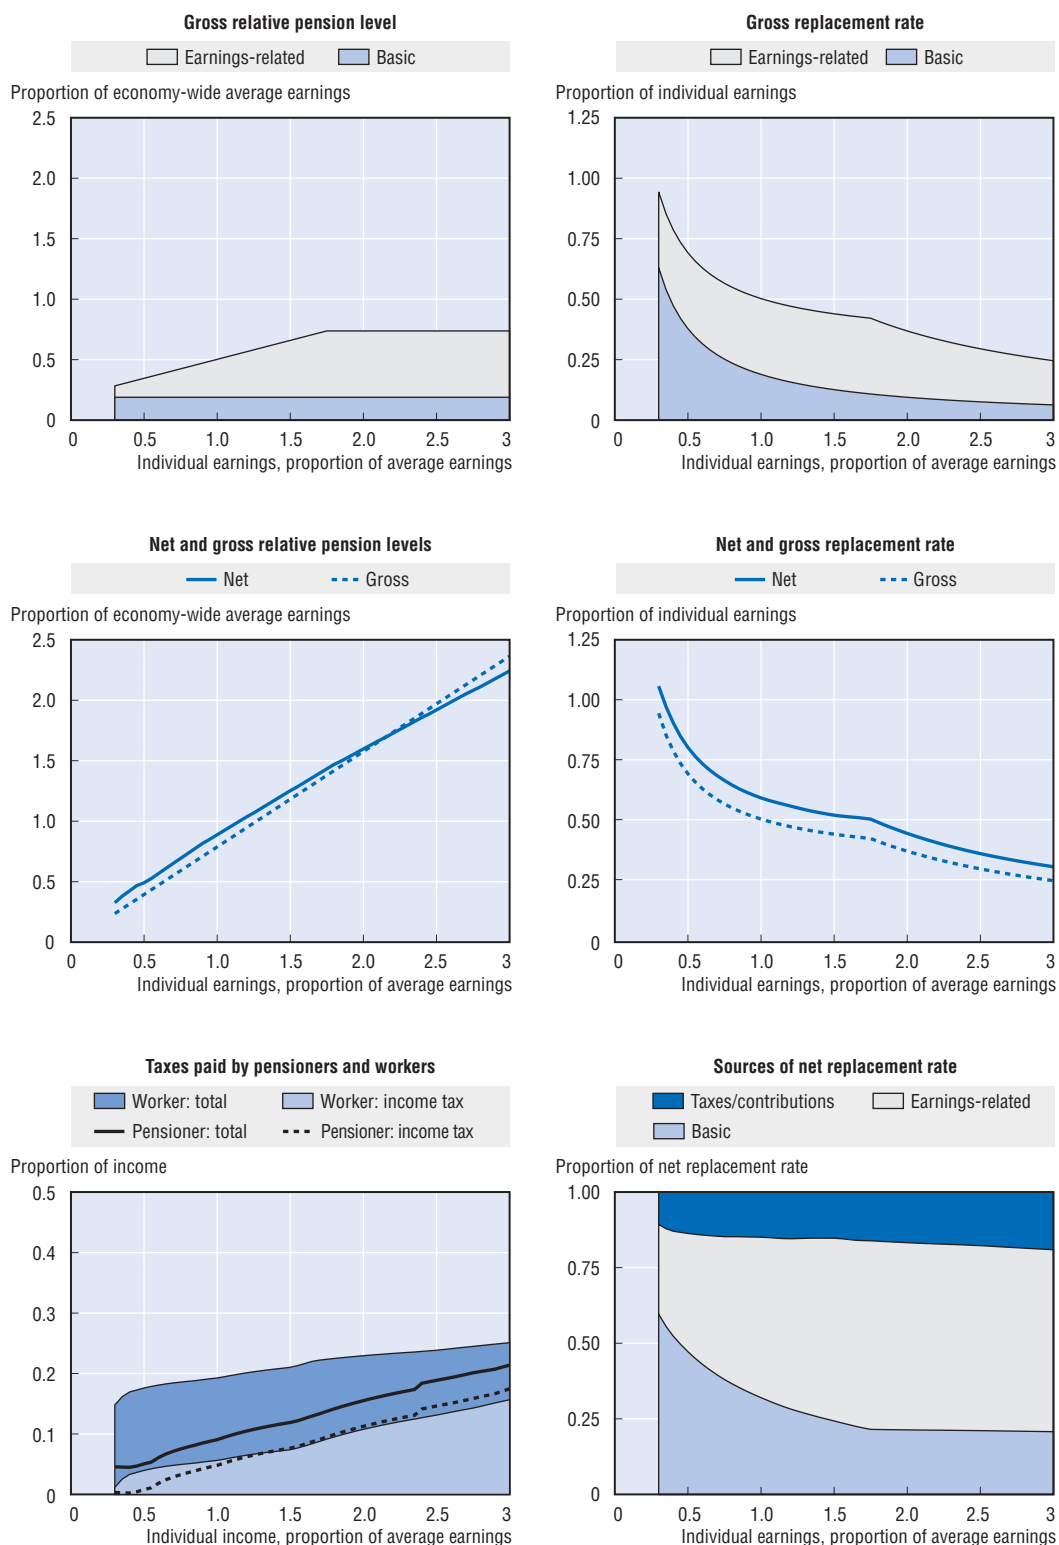 Gross relative pension level
Earnings-related Basic
Proportion of economy-wide average earnings
2.5
2.0
1.5
1.0
0.5
0
0 0.5 1.0 1.5 2.0 2.5 3
Individual earnings, proportion of average earnings
Gross replacement rate
Earnings-related Basic
Proportion of individual earnings
1.25
1.00
0.75
0.50
0.25
0
0 0.5 1.0 1.5 2.0 2.5 3
Individual earnings, proportion of average earnings
Net and gross relative pension levels
Net Gross
Proportion of economy-wide average earnings
2.5
2.0
1.5
1.0
0.5
0
0 0.5 1.0 1.5 2.0 2.5 3
Individual earnings, proportion of average earnings
Net and gross replacement rate
Net Gross
Proportion of individual earnings
1.25
1.00
0.75
0.50
0.25
0
0 0.5 1.0 1.5 2.0 2.5 3
Individual earnings, proportion of average earnings
Taxes paid by pensioners and workers
Worker: total Worker: income tax
Pensioner: total Pensioner: income tax
Proportion of income
0.5
0.4
0.3
0.2
0.1
0
0 0.5 1.0 1.5 2.0 2.5 3
Individual income, proportion of average earnings
Sources of net replacement rate
Taxes/contributions Earnings-related
Basic
Proportion of net replacement rate
1.00
0.75
0.50
0.25
0
0 0.5 1.0 1.5 2.0 2.5 3
Individual earnings, proportion of average earnings